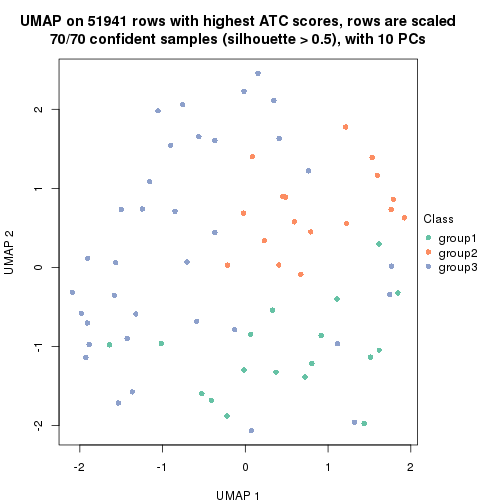 UMAP on 51941 rows with highest ATC scores, rows are scaled
70/70 confident samples (silhouette > 0.5), with 10 PCs
2
1
0
-1
-2
UMAP 2
-2
-1
0
1
2
UMAP 1
Class
group1
group2
group3